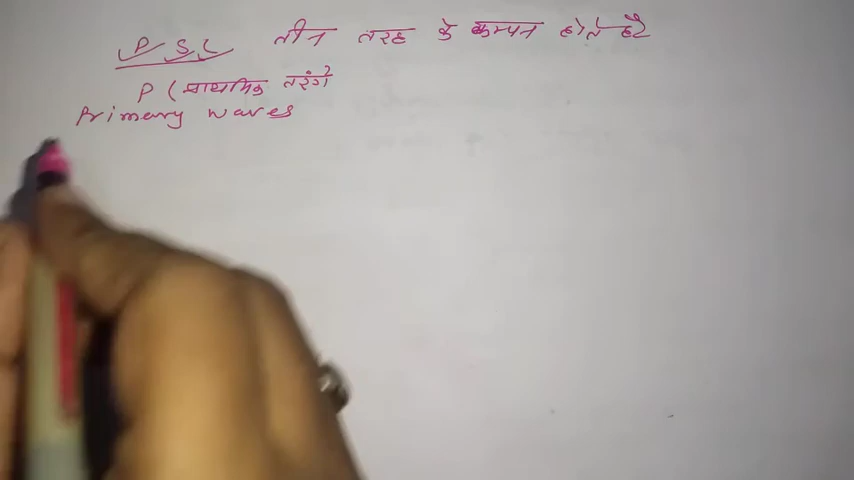 P S L तीन तरह के कम्पन होते है
P (प्राथमिक तरंगे
Primary waves